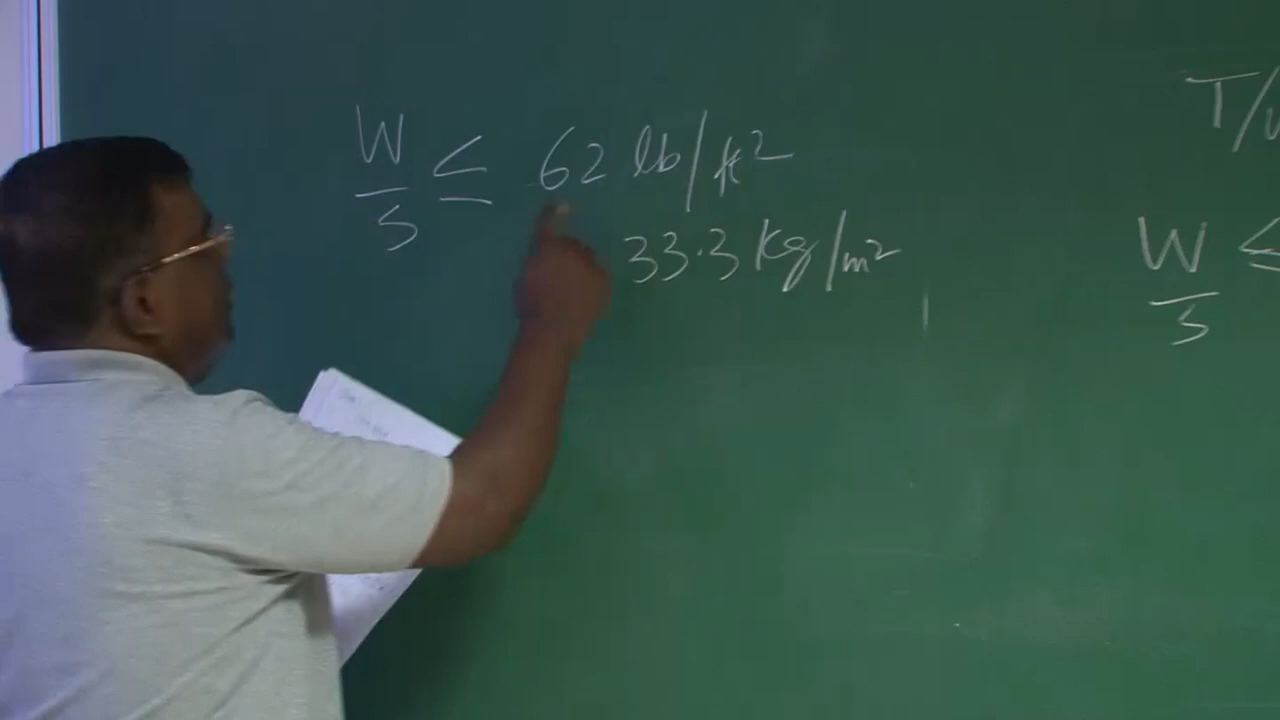 W/S ≤ 62 lb/ft²
33.3 Kg/m²
T/
W/S ≤